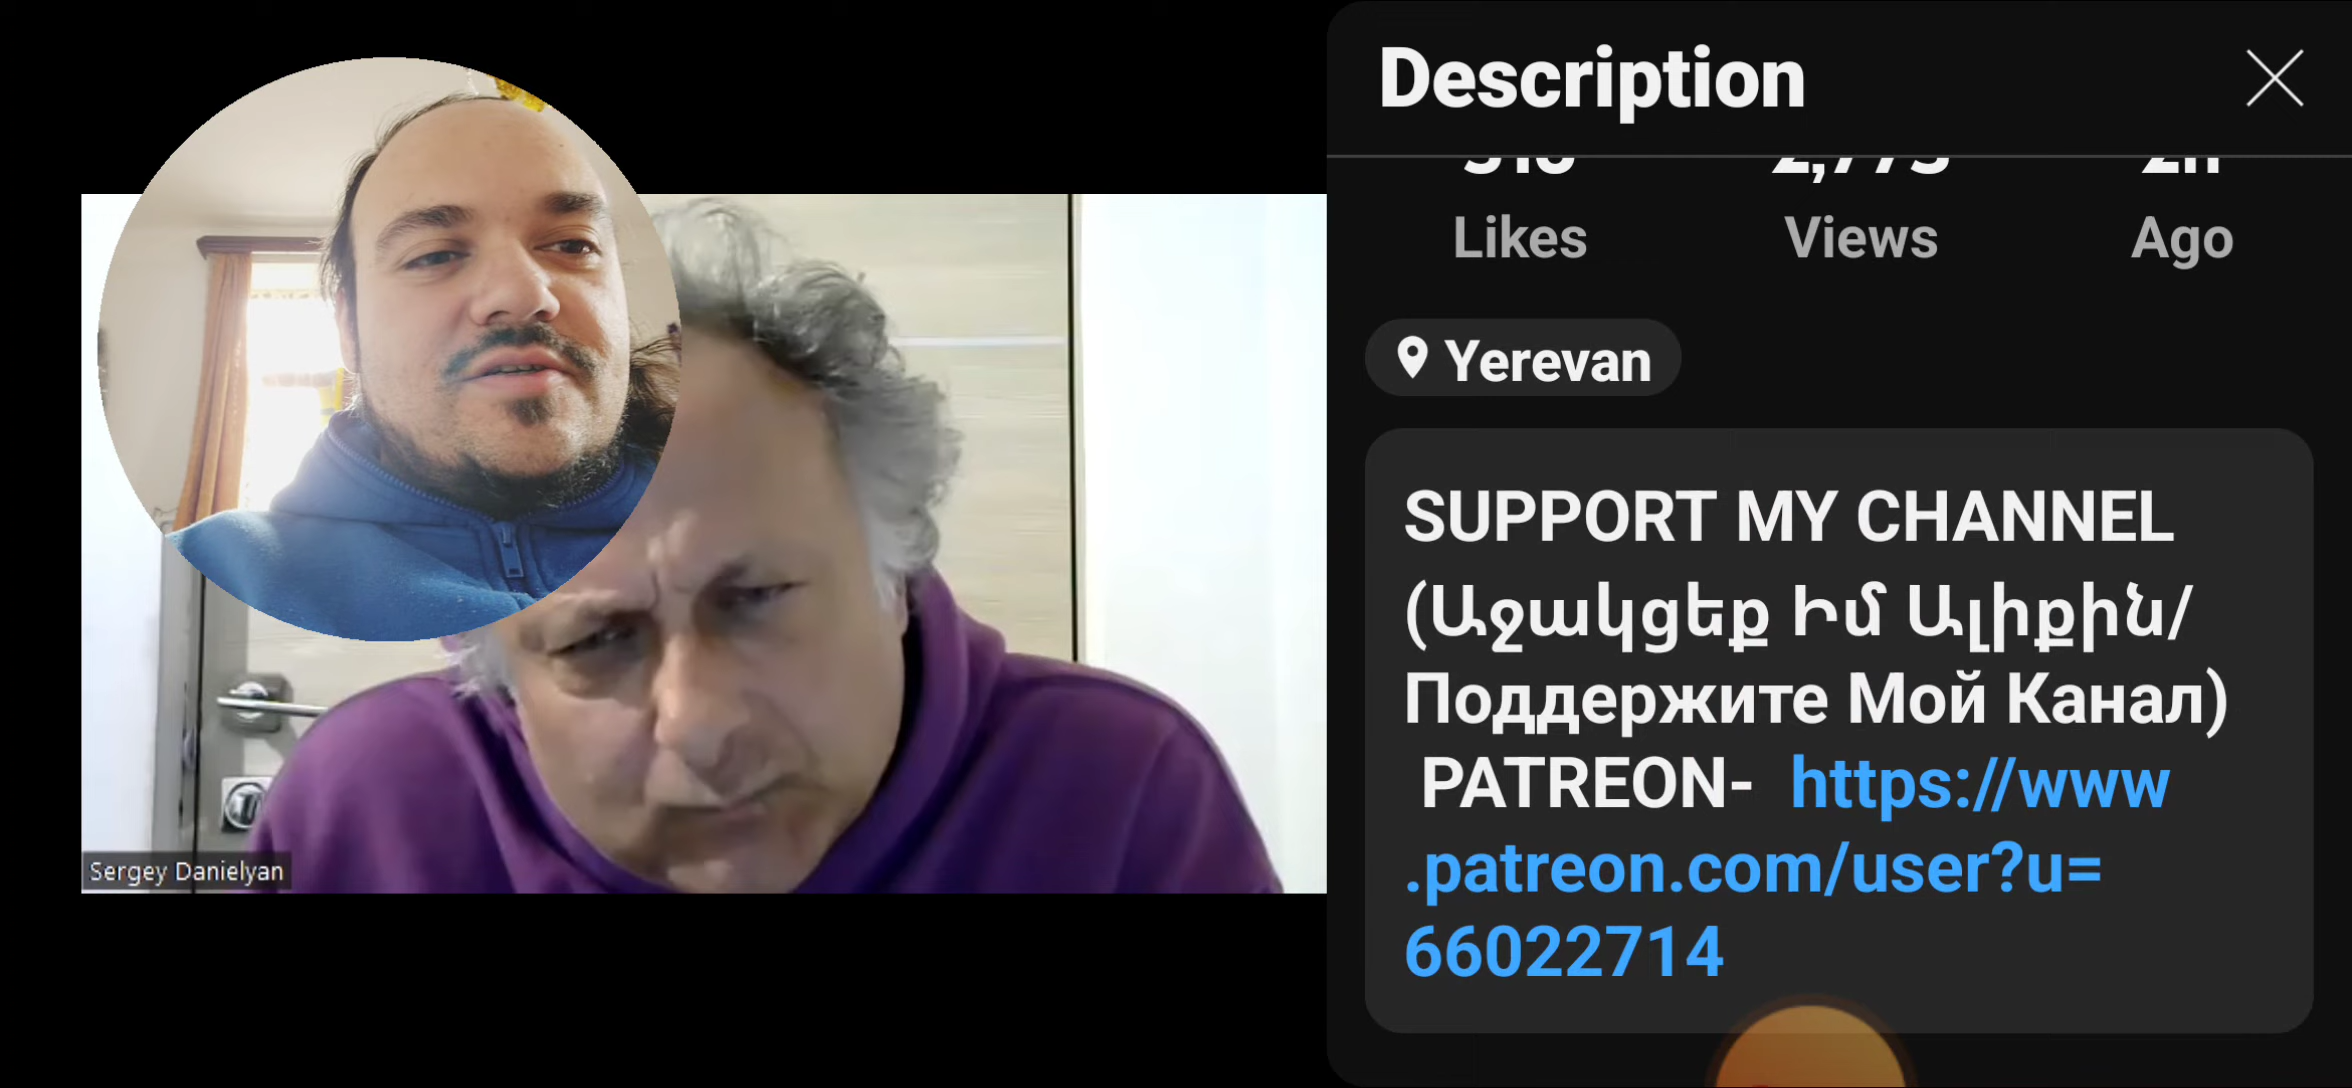 Description
Likes
Views
Ago
Yerevan
SUPPORT MY CHANNEL
(Աջակցեք Իմ Ալիքին/
Поддержите Мой Канал)
PATREON- https://www
.patreon.com/user?u=
66022714
Sergey Danielyan